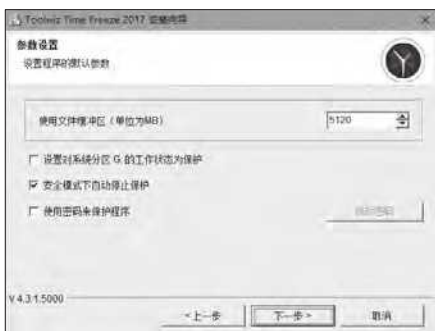 Toolwiz Time Freeze 2017 安装向导
参数设置
设置程序的默认参数
使用文件缓冲区（单位为MB） 5120
设置对系统分区 G: 的工作状态为保护
安全模式下自动停止保护
使用密码来保护程序
V 4.3.1.5000
<上一步 下一步> 取消